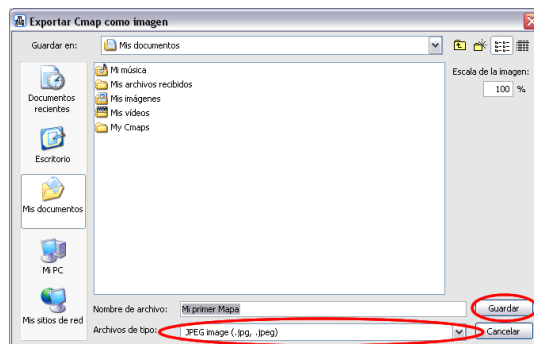 Exportar Cmap como imagen
Guardar en:
Mis documentos
Mi música
Mis archivos recibidos
Mis imágenes
Mis vídeos
My Cmaps
Escala de la imagen:
100 %
Documentos
recientes
Escritorio
Mis documentos
Mi PC
Mis sitios de red
Nombre de archivo:
Mi primer Mapa
Guardar
Archivos de tipo:
JPEG image (.jpg, .jpeg)
Cancelar